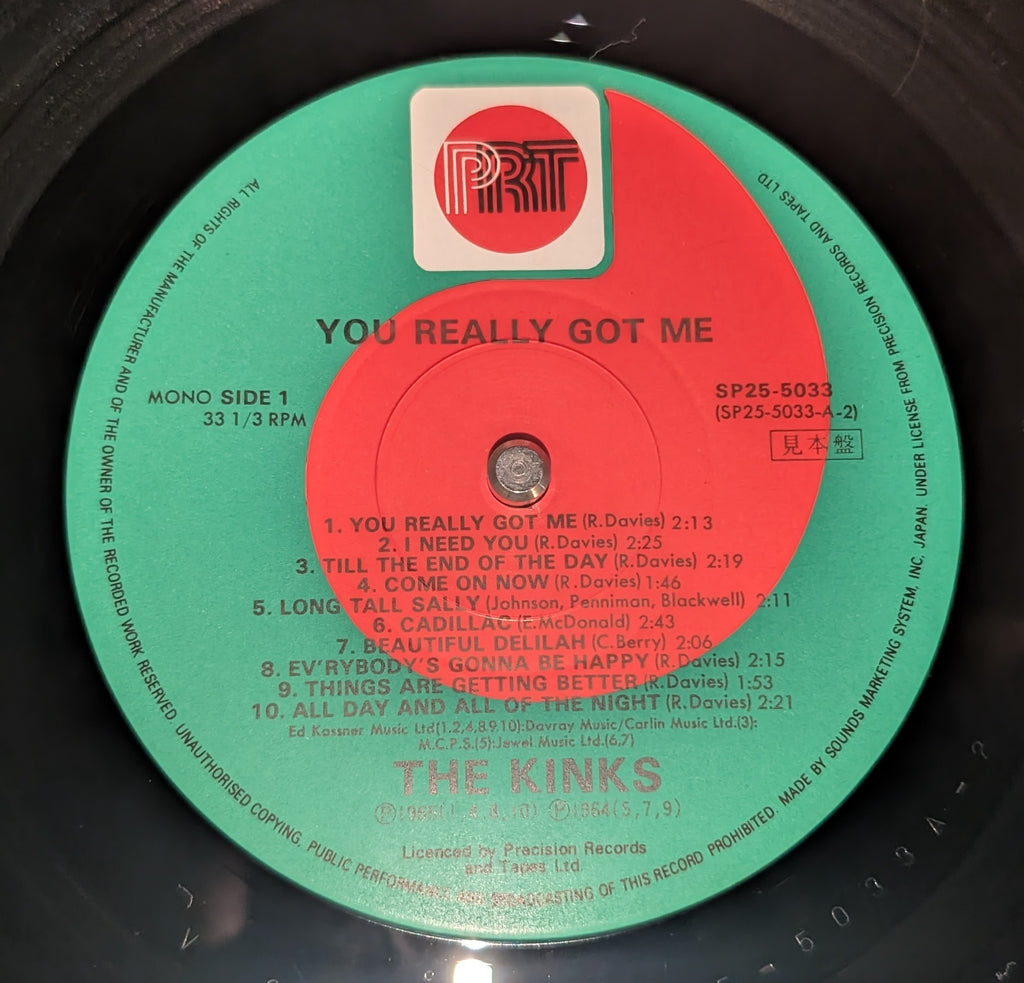 PRT
YOU REALLY GOT ME
MONO SIDE 1
33 1/3 RPM
SP25-5033
(SP25-5033-A-2)
見本盤
1. YOU REALLY GOT ME (R.Davies) 2:13
2. I NEED YOU (R.Davies) 2:25
3. TILL THE END OF THE DAY (R.Davies) 2:19
4. COME ON NOW (R.Davies) 1:46
5. LONG TALL SALLY (Johnson, Penniman, Blackwell) 2:11
6. CADILLAC (E.McDonald) 2:43
7. BEAUTIFUL DELILAH (C.Berry) 2:06
8. EV'RYBODY'S GONNA BE HAPPY (R.Davies) 2:15
9. THINGS ARE GETTING BETTER (R.Davies) 1:53
10. ALL DAY AND ALL OF THE NIGHT (R.Davies) 2:21
Ed Kassner Music Ltd(1.2,4,8.9.10):Davray Music/Carlin Music Ltd.(3):
M.C.P.S.(5):Jewel Music Ltd.(6,7)
THE KINKS
Ⓟ1964(5,7,9)
Licenced by Precision Records
and Tapes Ltd.
ALL RIGHTS OF THE MANUFACTURER AND OF THE OWNER OF THE RECORDED WORK RESERVED. UNAUTHORISED COPYING, PUBLIC PERFORMANCE AND BROADCASTING OF THIS RECORD PROHIBITED. MADE BY SOUNDS MARKETING SYSTEM, INC, JAPAN. UNDER LICENSE FROM PRECISION RECORDS AND TAPES LTD